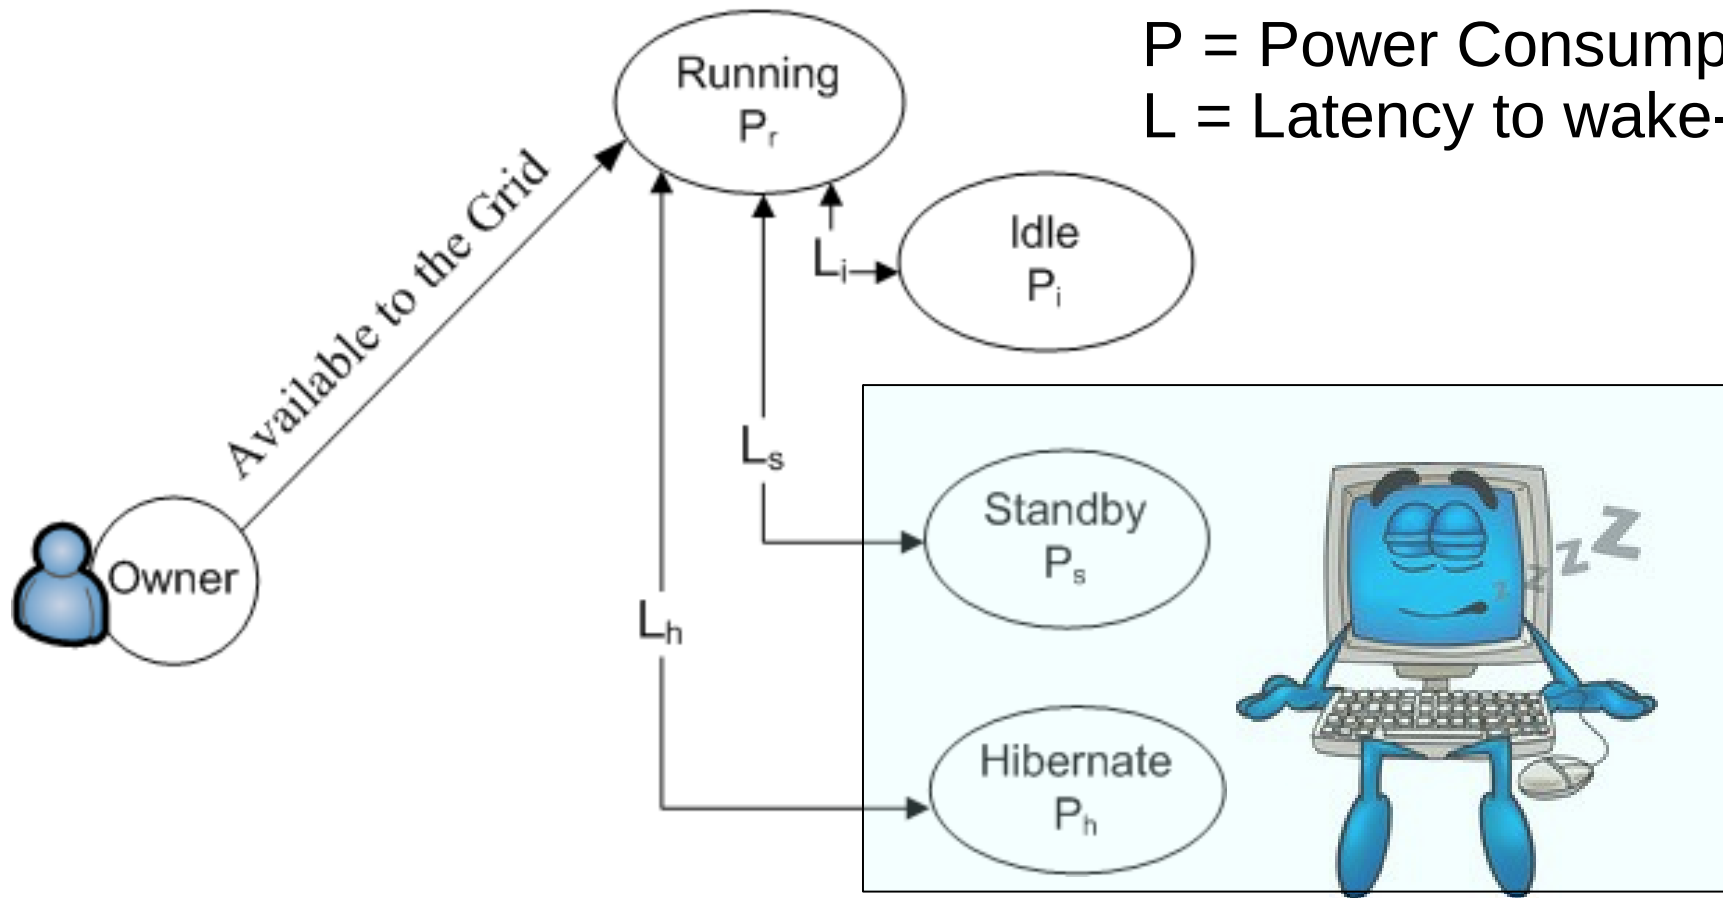 P = Power Consump
L = Latency to wake-
Running
Pr
Available to the Grid
Idle
Pi
Li
Ls
Standby
Ps
Owner
Lh
Hibernate
Ph
z z z Z